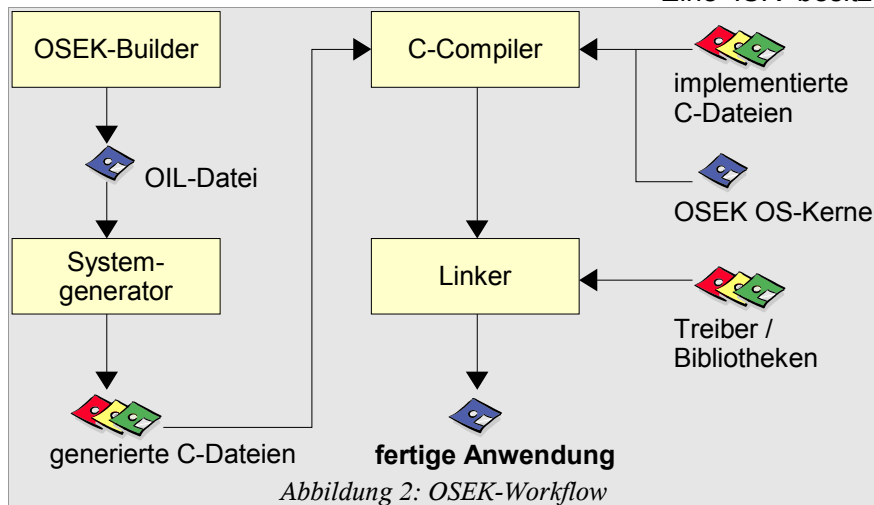 OSEK-Builder
OIL-Datei
System-
generator
generierte C-Dateien
C-Compiler
implementierte
C-Dateien
OSEK OS-Kerne
Linker
Treiber /
Bibliotheken
fertige Anwendung
Abbildung 2: OSEK-Workflow